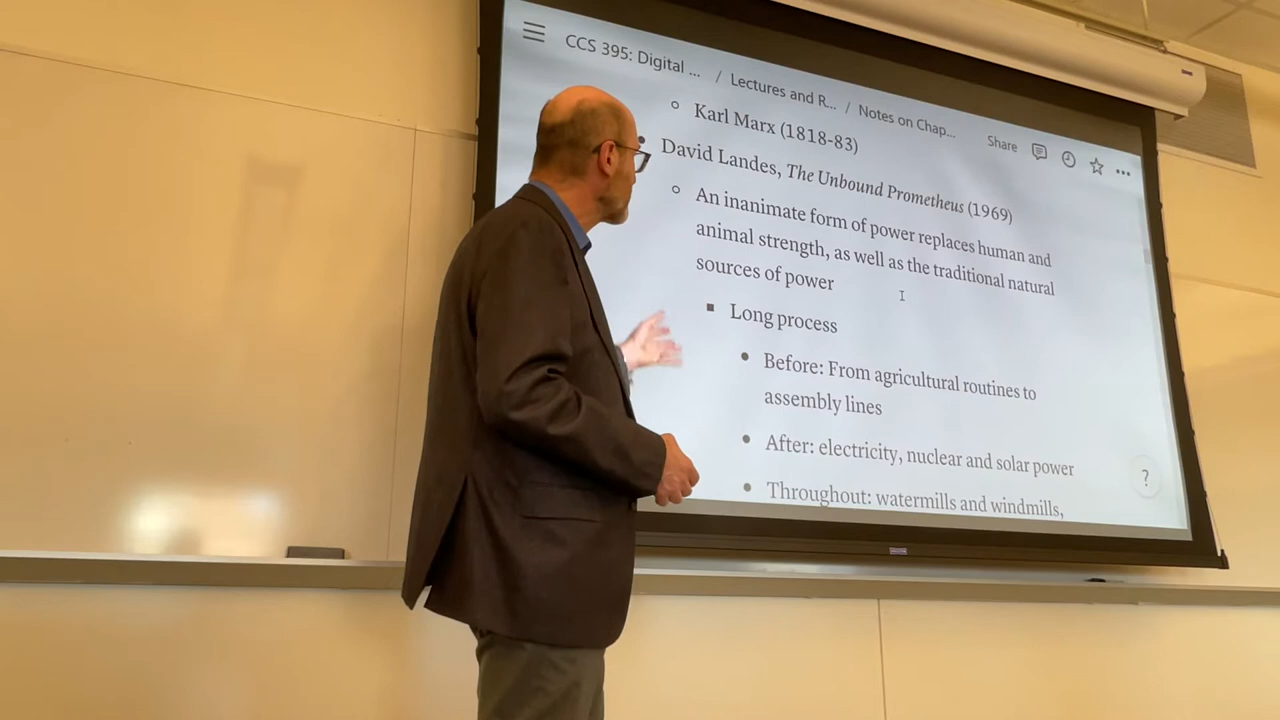 CCS 395: Digital ... / Lectures and R... / Notes on Chap... Share
Karl Marx (1818-83)
David Landes, The Unbound Prometheus (1969)
An inanimate form of power replaces human and
animal strength, as well as the traditional natural
sources of power
Long process
Before: From agricultural routines to
assembly lines
After: electricity, nuclear and solar power
Throughout: watermills and windmills,
?